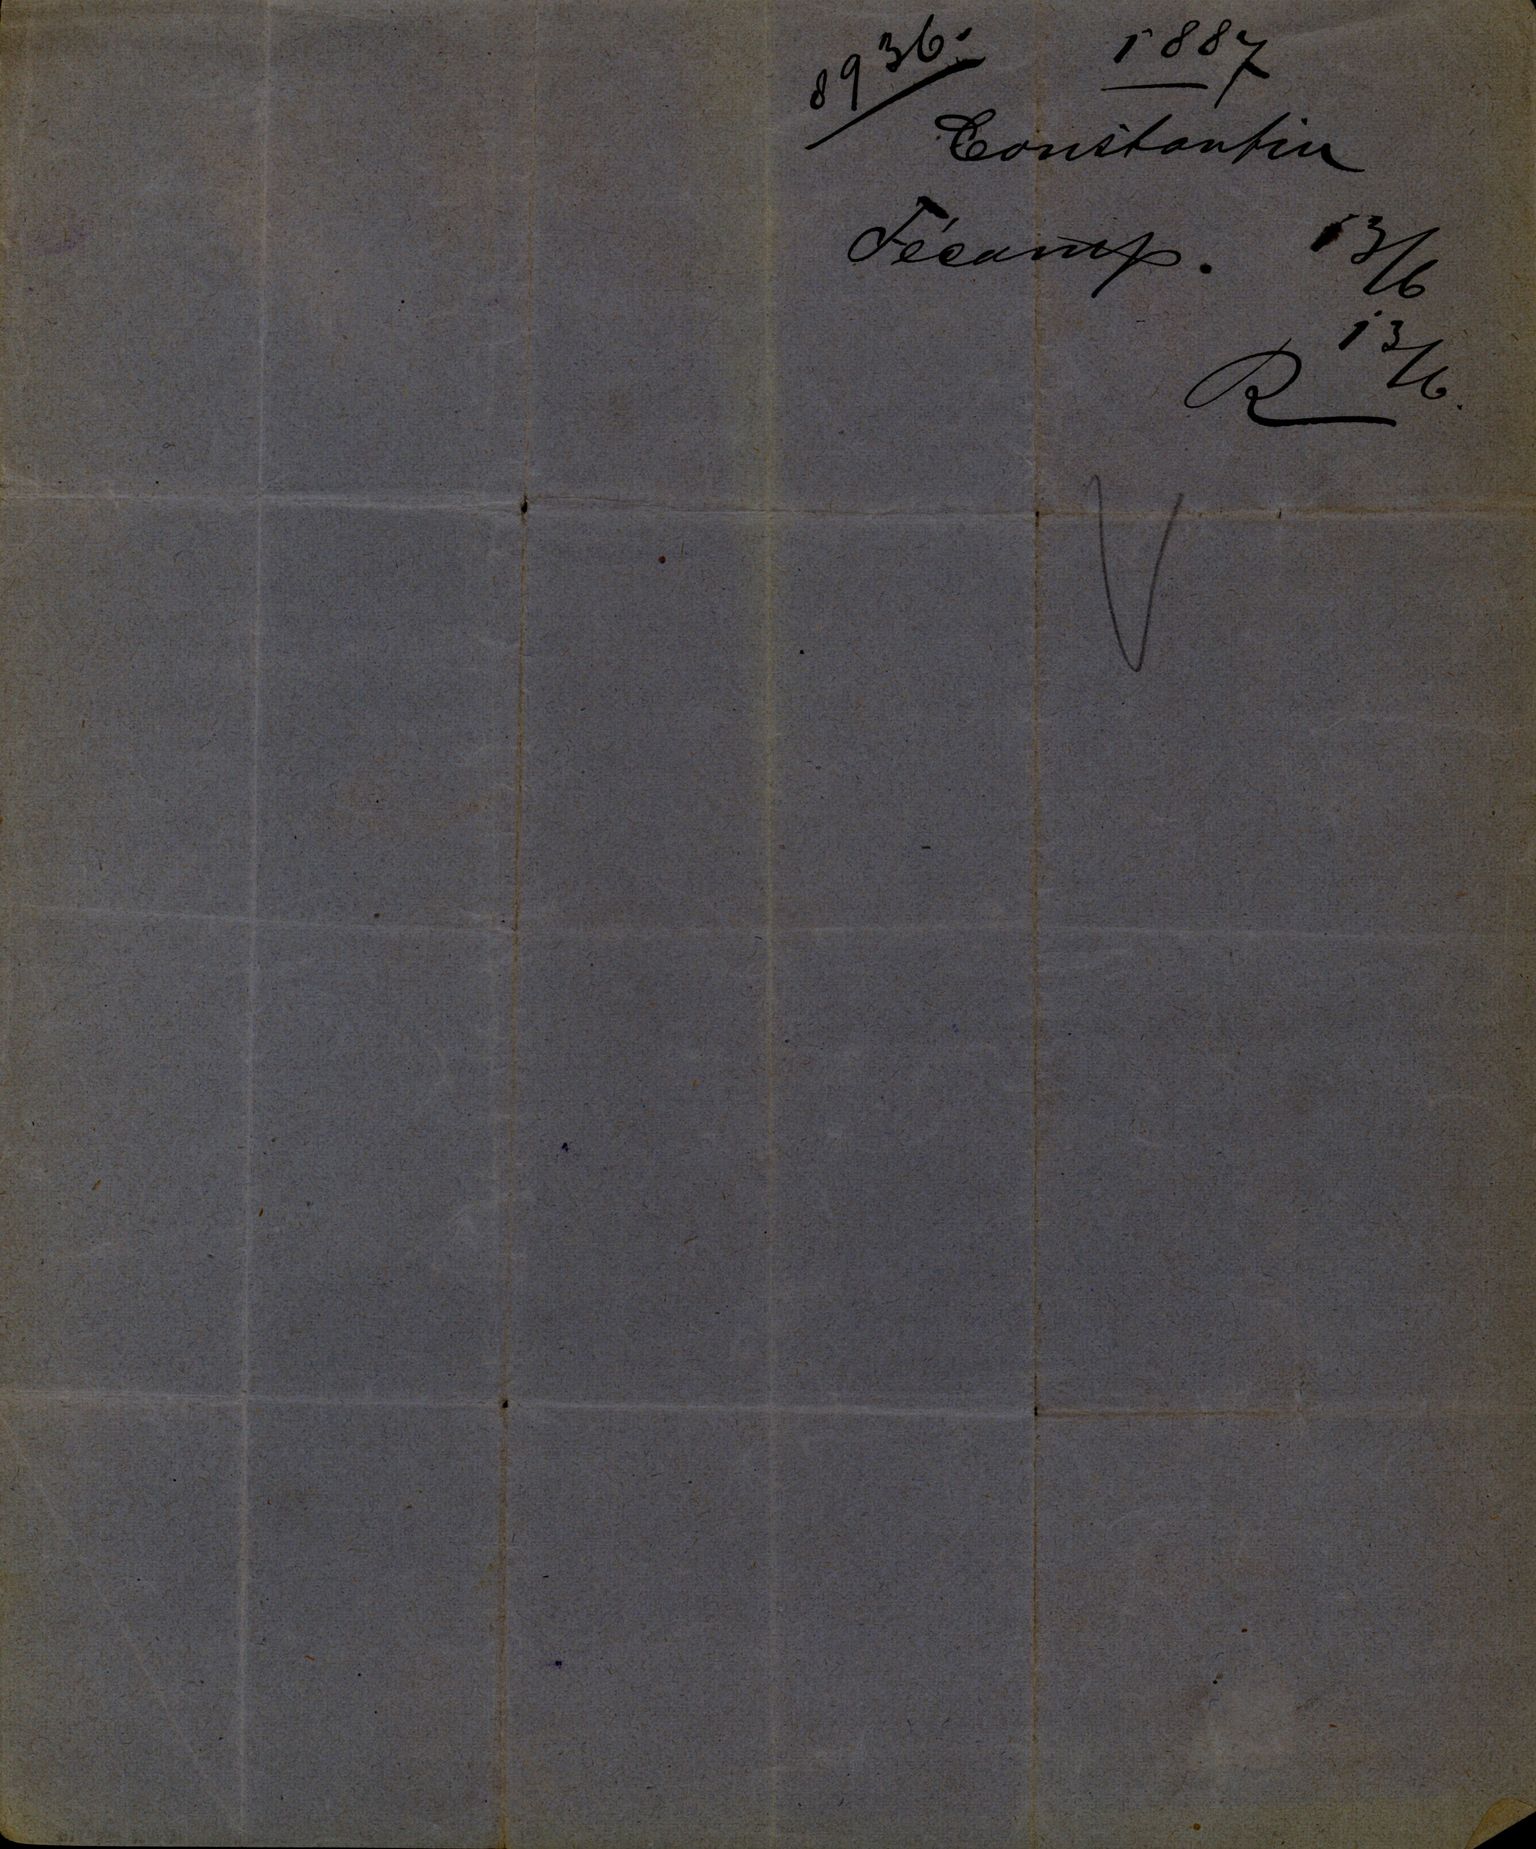 8936. 1887
Constantin
Fécamp. 13/6
13/6.
R
V